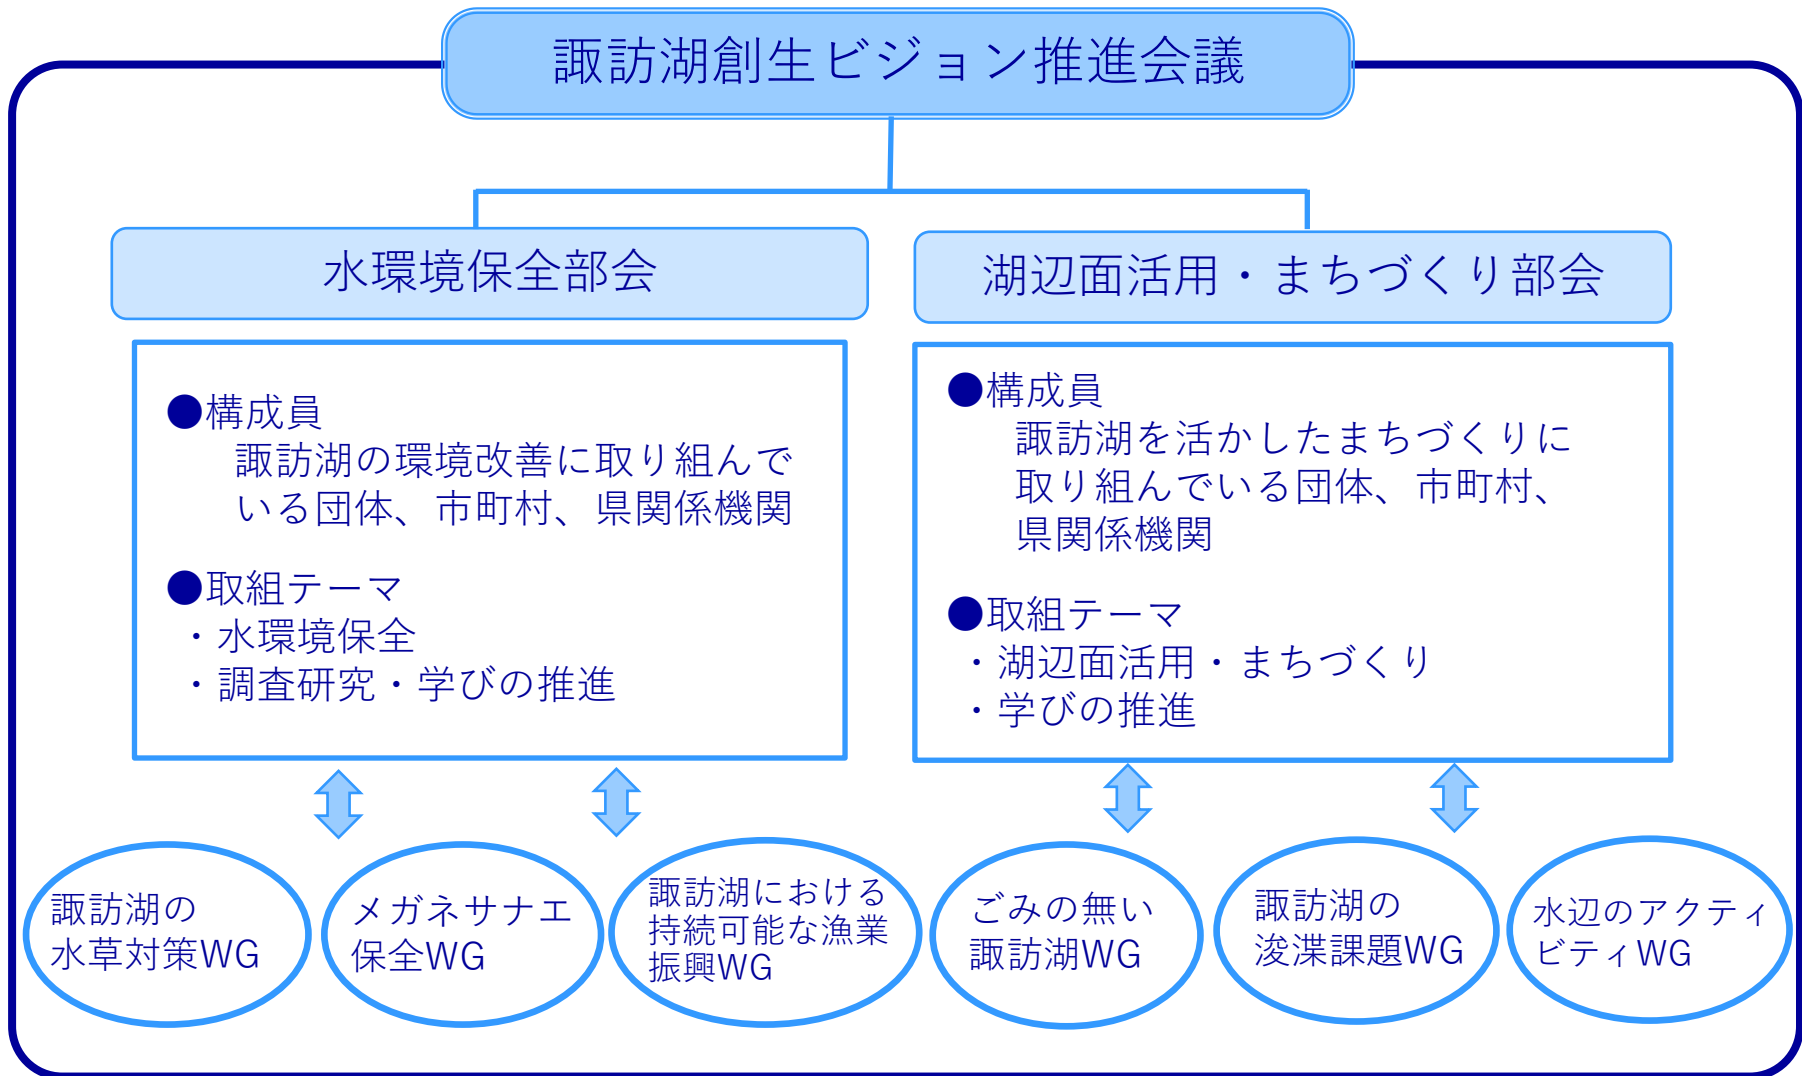 諏訪湖創生ビジョン推進会議
水環境保全部会
●構成員
諏訪湖の環境改善に取り組んで
いる団体、市町村、県関係機関
●取組テーマ
・水環境保全
・調査研究・学びの推進
湖辺面活用・まちづくり部会
●構成員
諏訪湖を活かしたまちづくりに
取り組んでいる団体、市町村、
県関係機関
●取組テーマ
・湖辺面活用・まちづくり
・学びの推進
諏訪湖の
水草対策WG
メガネサナエ
保全WG
諏訪湖における
持続可能な漁業
振興WG
ごみの無い
諏訪湖WG
諏訪湖の
浚渫課題WG
水辺のアクティ
ビティWG